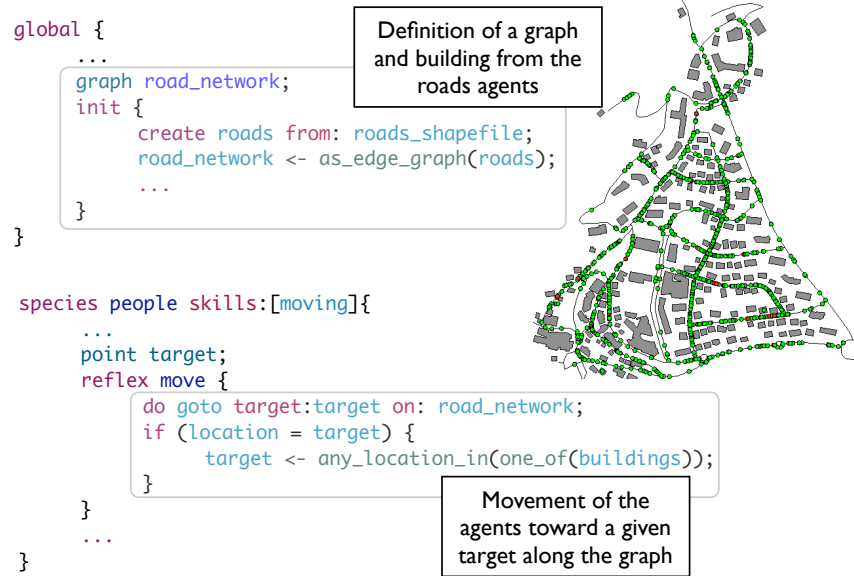 global {
...
graph road_network;
init {
create roads from: roads_shapefile;
road_network <- as_edge_graph(roads);
...
}
}
Definition of a graph
and building from the
roads agents
species people skills:[moving]{
...
point target;
reflex move {
do goto target:target on: road_network;
if (location = target) {
target <- any_location_in(one_of(buildings));
}
}
...
}
Movement of the
agents toward a given
target along the graph